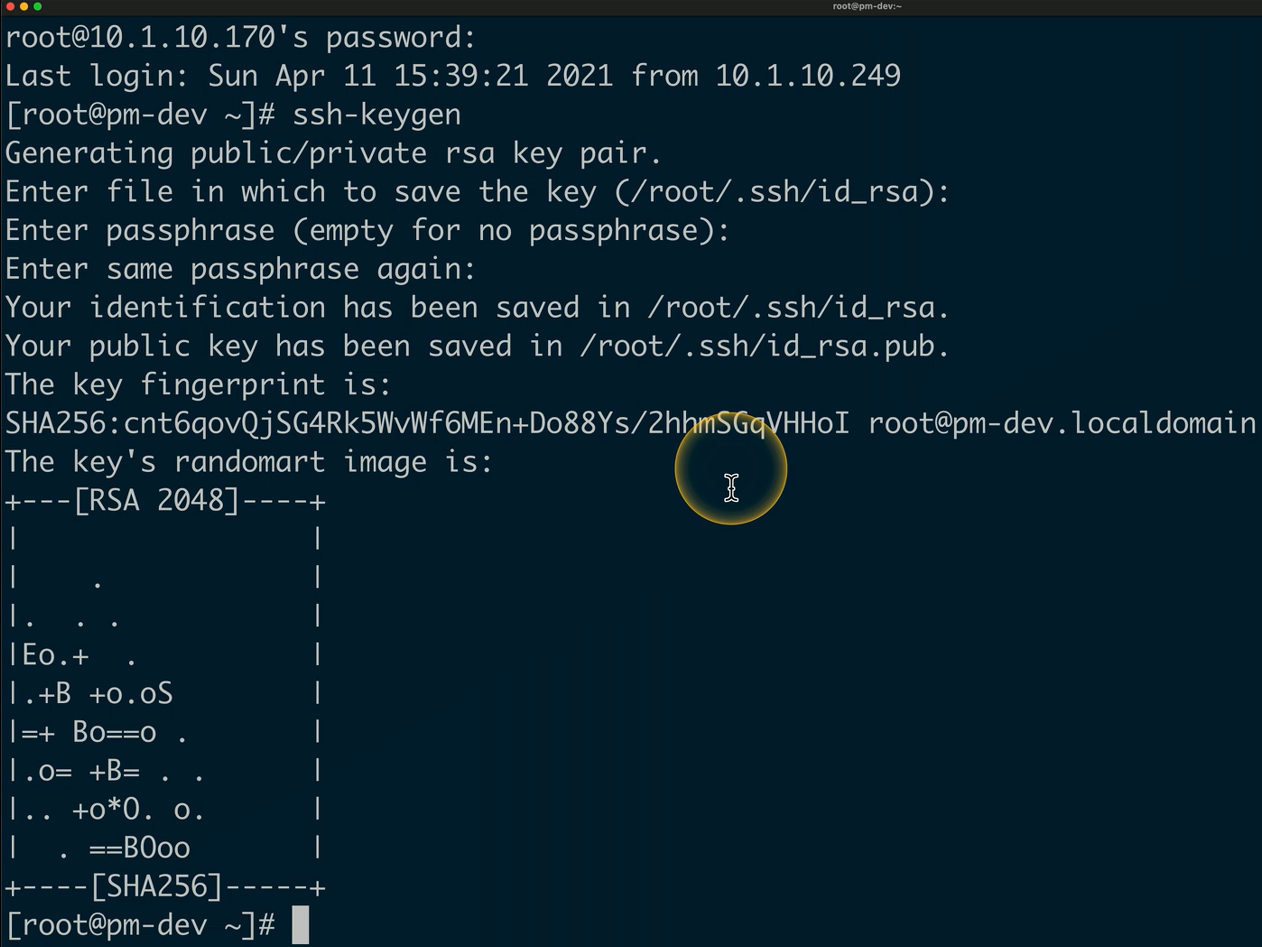 root@pm-dev:~
root@10.1.10.170's password:
Last login: Sun Apr 11 15:39:21 2021 from 10.1.10.249
[root@pm-dev ~]# ssh-keygen
Generating public/private rsa key pair.
Enter file in which to save the key (/root/.ssh/id_rsa):
Enter passphrase (empty for no passphrase):
Enter same passphrase again:
Your identification has been saved in /root/.ssh/id_rsa.
Your public key has been saved in /root/.ssh/id_rsa.pub.
The key fingerprint is:
SHA256:cnt6qovQjSG4Rk5WvWf6MEn+Do88Ys/2hhmSGqVHHoI root@pm-dev.localdomain
The key's randomart image is:
+---[RSA 2048]----+
|                 |
|    .            |
|.  . .           |
|Eo.+  .          |
|.+B +o.oS        |
|=+ Bo==o .       |
|.o= +B= . .      |
|.. +o*O. o.      |
|  . ==BOoo       |
+----[SHA256]-----+
[root@pm-dev ~]#